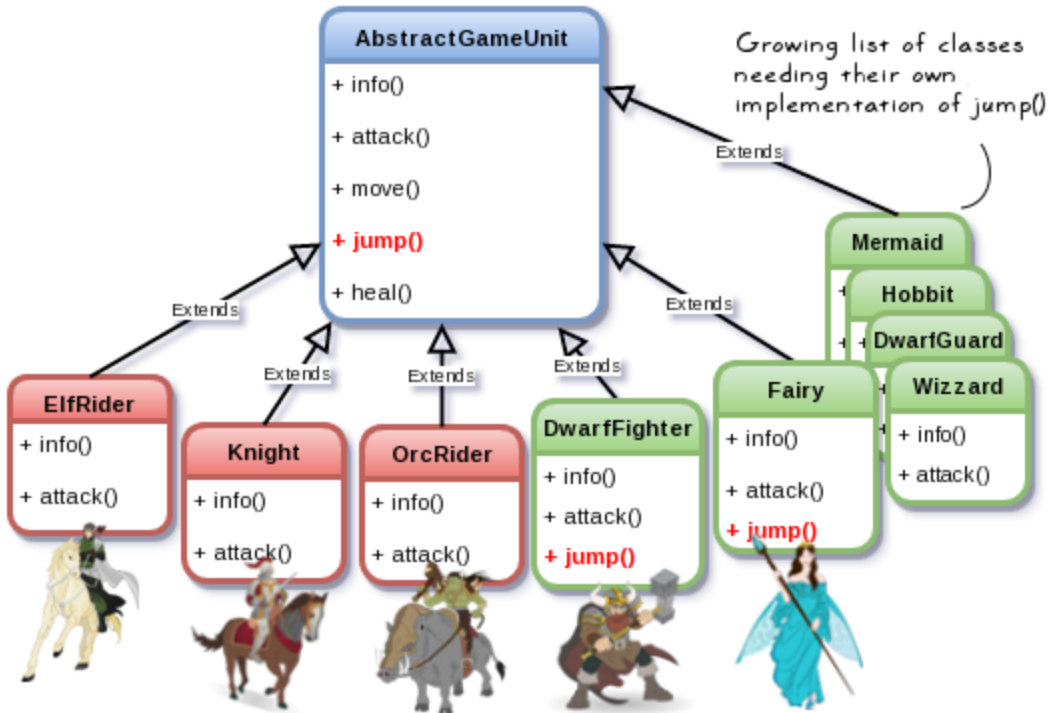 AbstractGameUnit
+ info()
+ attack()
+ move()
+ jump()
+ heal()
Growing list of classes
needing their own
implementation of jump()
Extends
Extends
Extends
Extends
Extends
Extends
Mermaid
+
+
Hobbit
+
DwarfGuard
+
+
Wizzard
+ info()
+ attack()
Fairy
+ info()
+ attack()
+ jump()
DwarfFighter
+ info()
+ attack()
+ jump()
OrcRider
+ info()
+ attack()
Knight
+ info()
+ attack()
ElfRider
+ info()
+ attack()